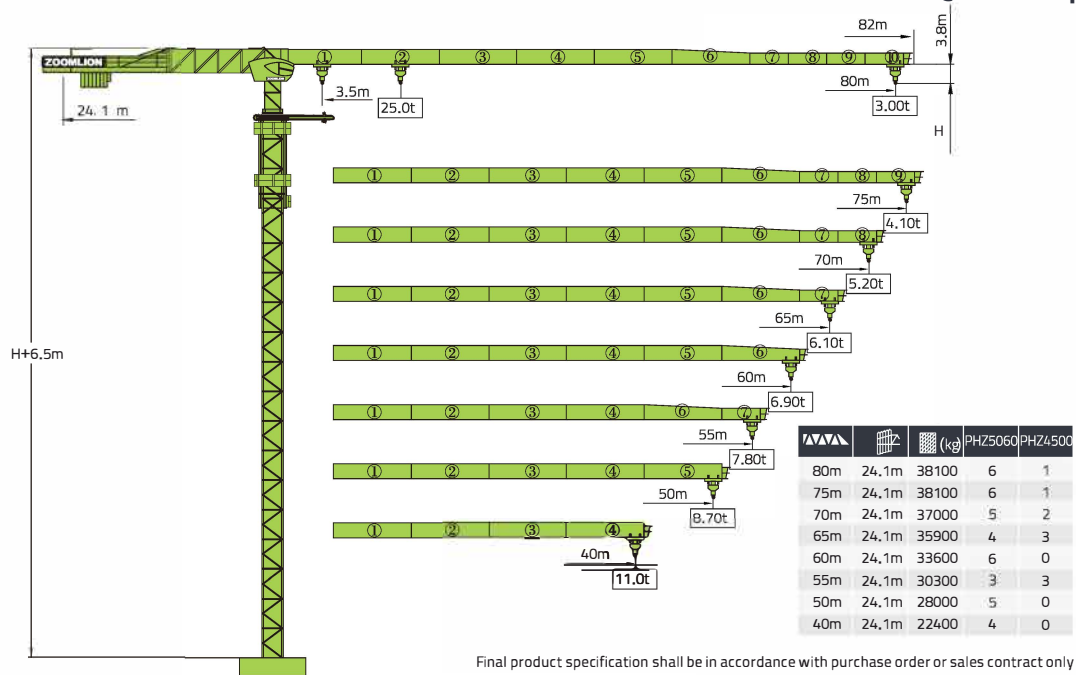 82m
3.8m
ZOOMLION
① ② ③ ④ ⑤ ⑥ ⑦ ⑧ ⑨ ⑩
80m
3.5m
25.0t
3.00t
24.1 m
H
① ② ③ ④ ⑤ ⑥ ⑦ ⑧ ⑨
75m
4.10t
① ② ③ ④ ⑤ ⑥ ⑦ ⑧
70m
5.20t
① ② ③ ④ ⑤ ⑥ ⑦
65m
6.10t
H+6.5m
① ② ③ ④ ⑤ ⑥
60m
6.90t
① ② ③ ④ ⑥ ⑦
55m
7.80t
① ② ③ ④ ⑤
50m
8.70t
① ② ③ ④
40m
11.0t
(kg) PHZ5060 PHZ4500
80m 24.1m 38100 6 1
75m 24.1m 38100 6 1
70m 24.1m 37000 5 2
65m 24.1m 35900 4 3
60m 24.1m 33600 6 0
55m 24.1m 30300 3 3
50m 24.1m 28000 5 0
40m 24.1m 22400 4 0
Final product specification shall be in accordance with purchase order or sales contract only